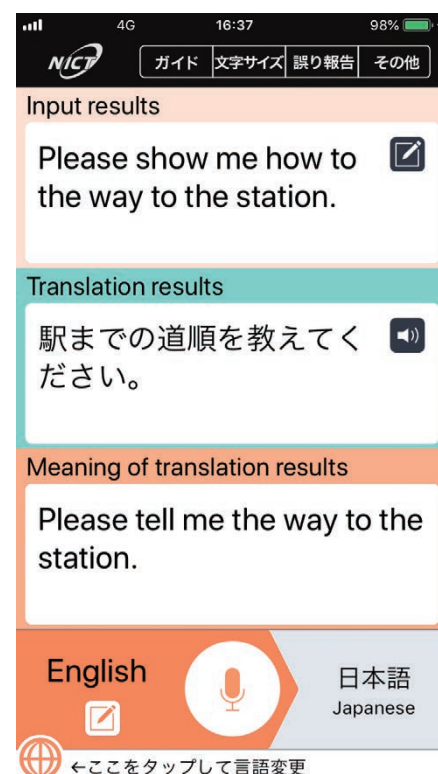 4G 16:37 98%
NICT ガイド 文字サイズ 誤り報告 その他
Input results
Please show me how to
the way to the station.
Translation results
駅までの道順を教えてく
ださい。
Meaning of translation results
Please tell me the way to the
station.
English
日本語
Japanese
←ここをタップして言語変更